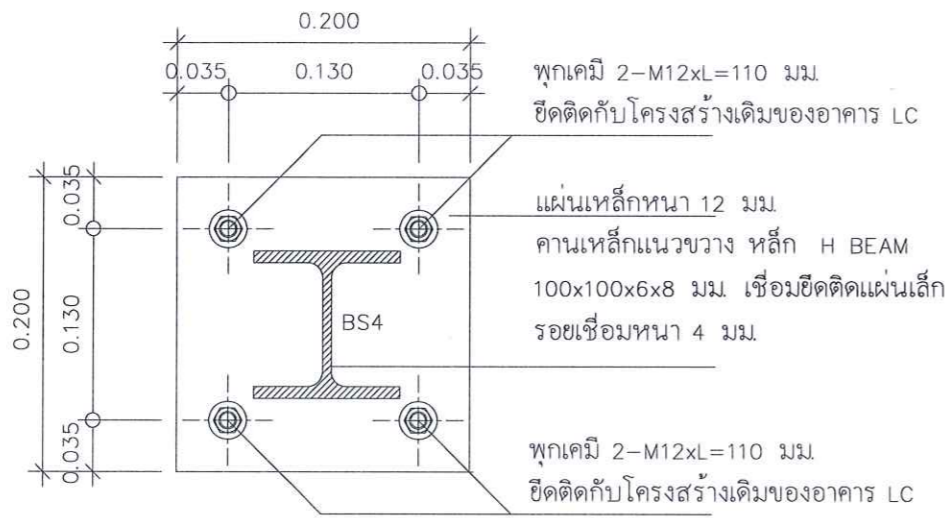 0.200
0.035 0.130 0.035
พุกเคมี 2-M12xL=110 มม.
ยึดติดกับโครงสร้างเดิมของอาคาร LC
0.035
0.200
0.130
0.035
แผ่นเหล็กหนา 12 มม.
คานเหล็กแนวขวาง หล็ก H BEAM
100x100x6x8 มม. เชื่อมยึดติดแผ่นเล็ก
รอยเชื่อมหนา 4 มม.
BS4
พุกเคมี 2-M12xL=110 มม.
ยึดติดกับโครงสร้างเดิมของอาคาร LC